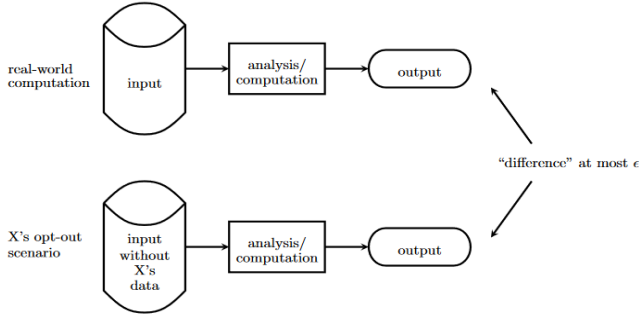 real-world
computation
input
analysis/
computation
output
“difference” at most ϵ
X's opt-out
scenario
input
without
X's
data
analysis/
computation
output